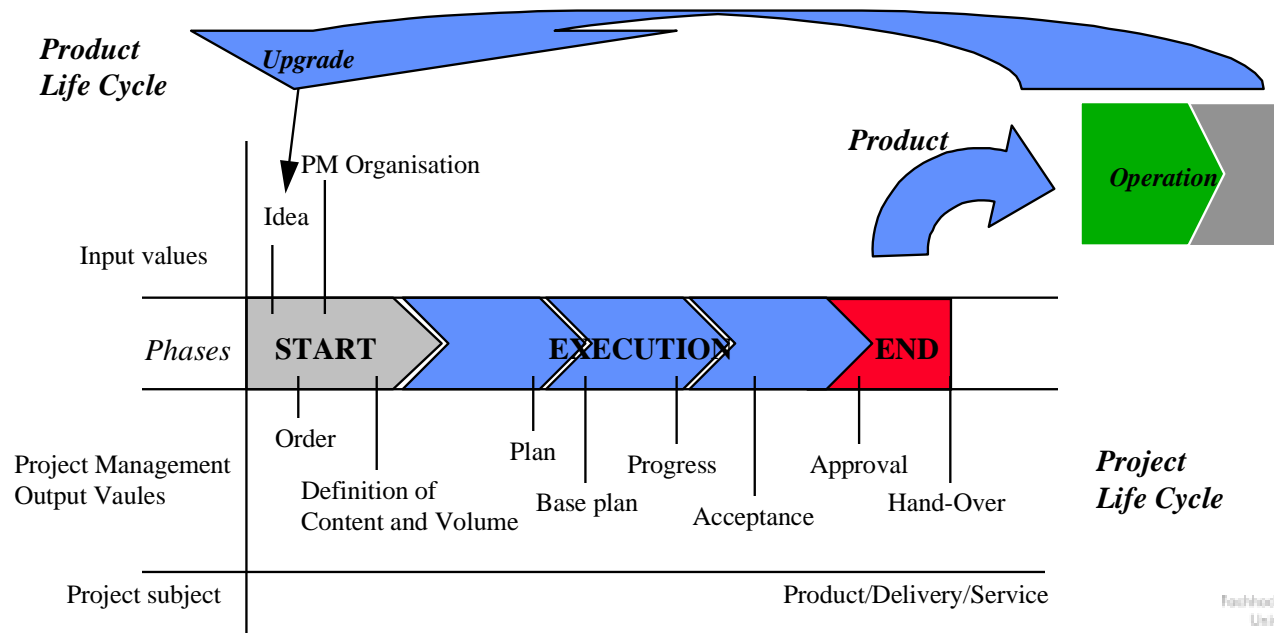 Product
Life Cycle
Upgrade
Product
Operation
PM Organisation
Idea
Input values
Phases
START
EXECUTION
END
Order
Plan
Progress
Approval
Project Management
Output Vaules
Definition of
Content and Volume
Base plan
Acceptance
Hand-Over
Project
Life Cycle
Project subject
Product/Delivery/Service